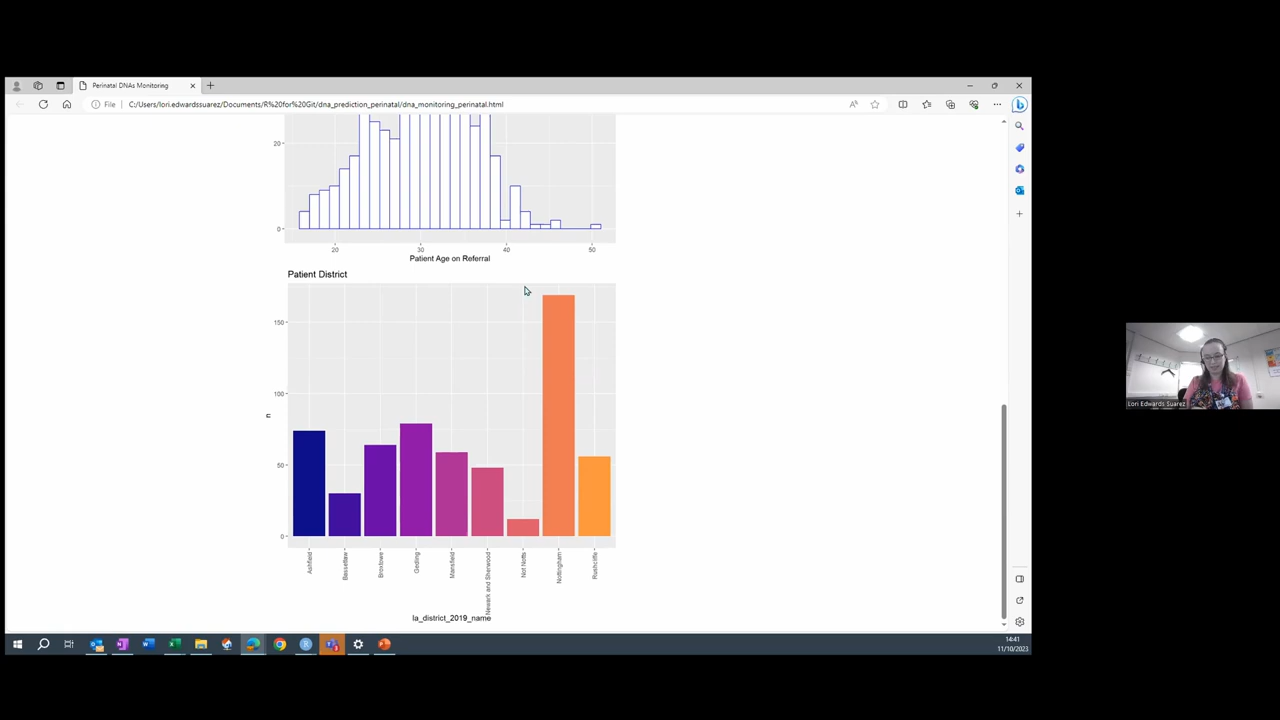 Perinatal DNAs Monitoring
File
C:/Users/lori.edwardssuarez/Documents/R%20for%20Git/dna_prediction_perinatal/dna_monitoring_perinatal.html
20
0
20 30 40 50
Patient Age on Referral
Patient District
150
100
50
0
n
Ashfield
Bassetlaw
Broxtowe
Gedling
Mansfield
Newark and Sherwood
Not Notts
Nottingham
Rushcliffe
la_district_2019_name
Lori Edwards Suarez
14:41
11/10/2023